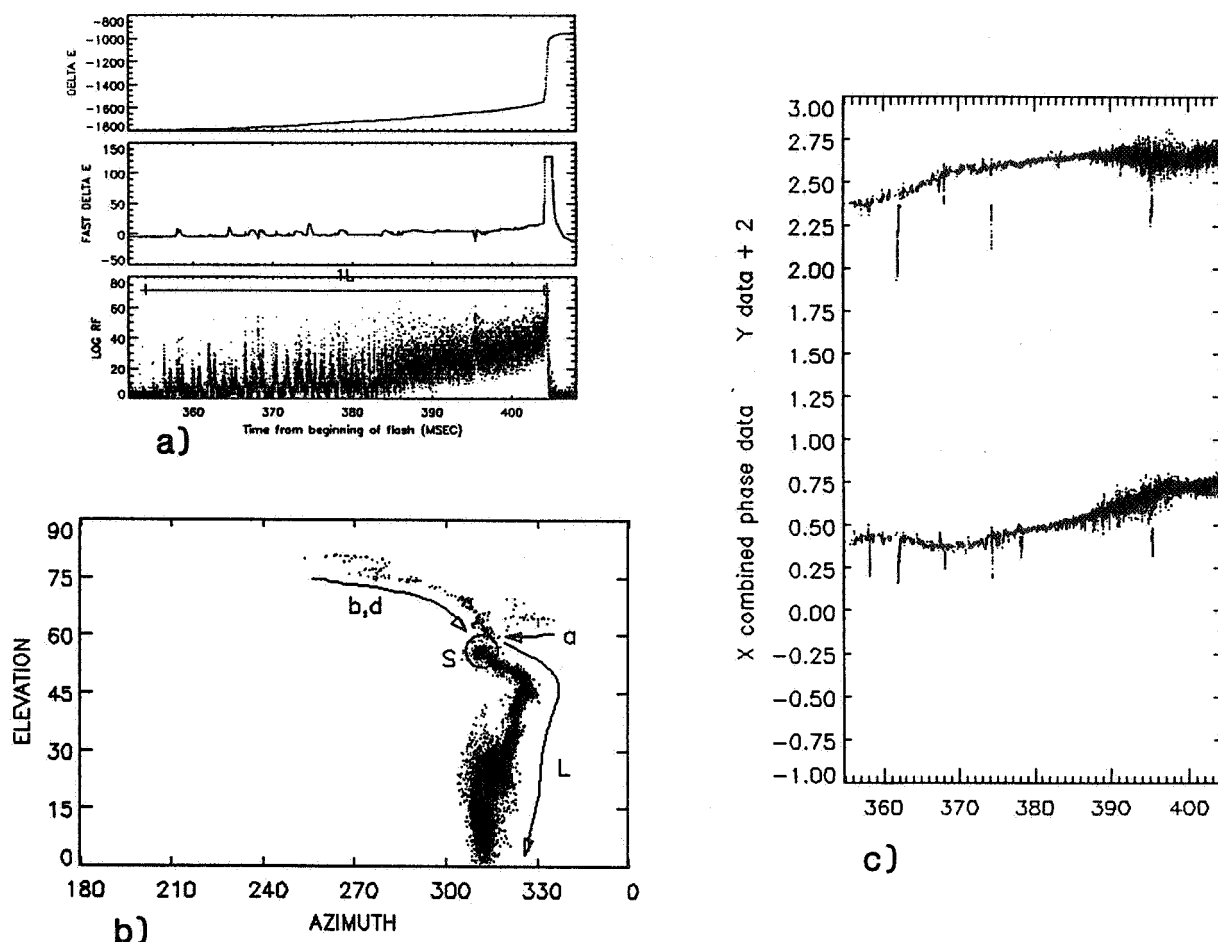 -800
-1000
-1200
-1400
-1600
-1800
DELTA E
150
100
50
0
-50
FAST DELTA E
1L
80
60
40
20
0
LOG RF
360 370 380 390 400
Time from beginning of flash (MSEC)
a)
90
75
60
45
30
15
0
ELEVATION
b,d
a
S
L
180 210 240 270 300 330 0
AZIMUTH
b)
3.00
2.75
2.50
2.25
2.00
1.75
1.50
1.25
1.00
0.75
0.50
0.25
0.00
-0.25
-0.50
-0.75
-1.00
X combined phase data Y data + 2
360 370 380 390 400
c)